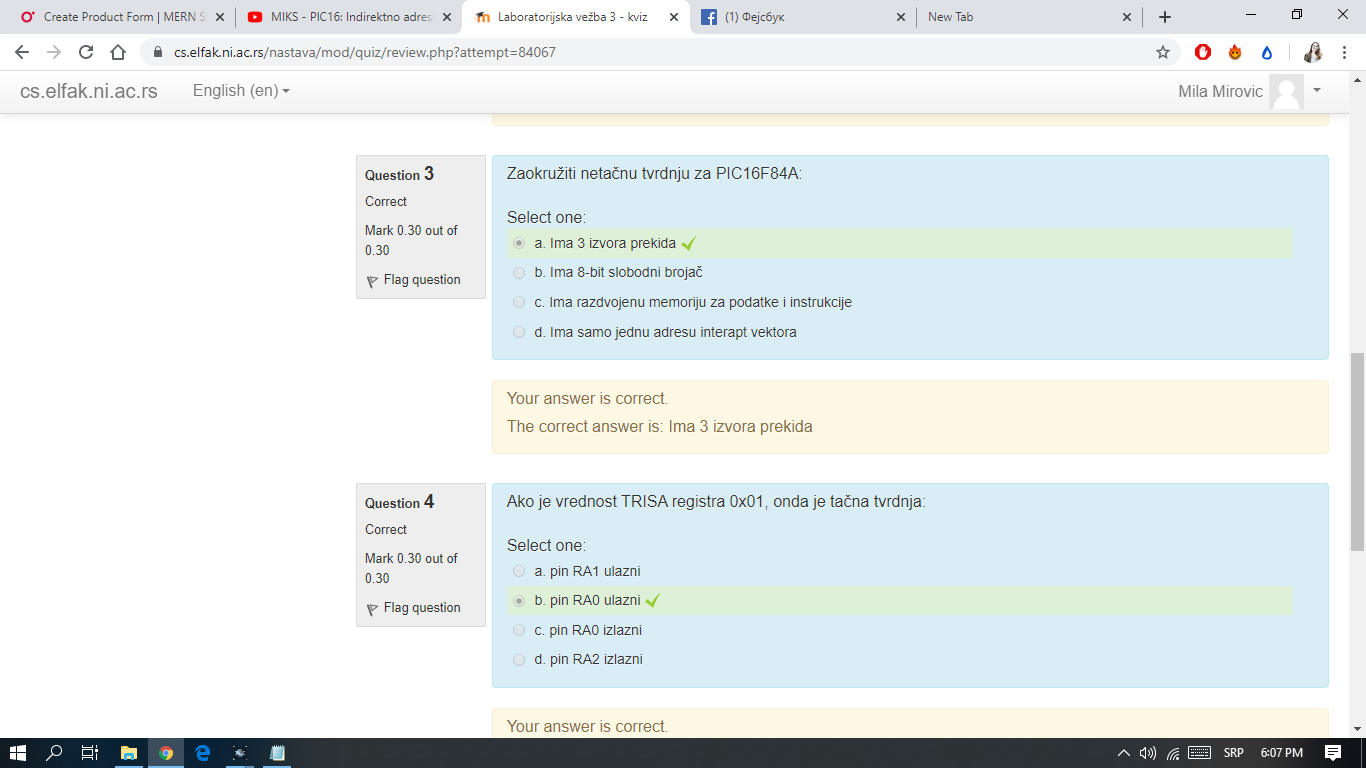 Create Product Form | MERN S
MIKS - PIC16: Indirektno adres
Laboratorijska vežba 3 - kviz
(1) Фејсбук
New Tab
cs.elfak.ni.ac.rs/nastava/mod/quiz/review.php?attempt=84067
cs.elfak.ni.ac.rs
English (en)
Mila Mirovic
Question 3
Correct
Mark 0.30 out of
0.30
Flag question
Zaokružiti netačnu tvrdnju za PIC16F84A:
Select one:
a. Ima 3 izvora prekida
b. Ima 8-bit slobodni brojač
c. Ima razdvojenu memoriju za podatke i instrukcije
d. Ima samo jednu adresu interapt vektora
Your answer is correct.
The correct answer is: Ima 3 izvora prekida
Question 4
Correct
Mark 0.30 out of
0.30
Flag question
Ako je vrednost TRISA registra 0x01, onda je tačna tvrdnja:
Select one:
a. pin RA1 ulazni
b. pin RA0 ulazni
c. pin RA0 izlazni
d. pin RA2 izlazni
Your answer is correct.
SRP
6:07 PM